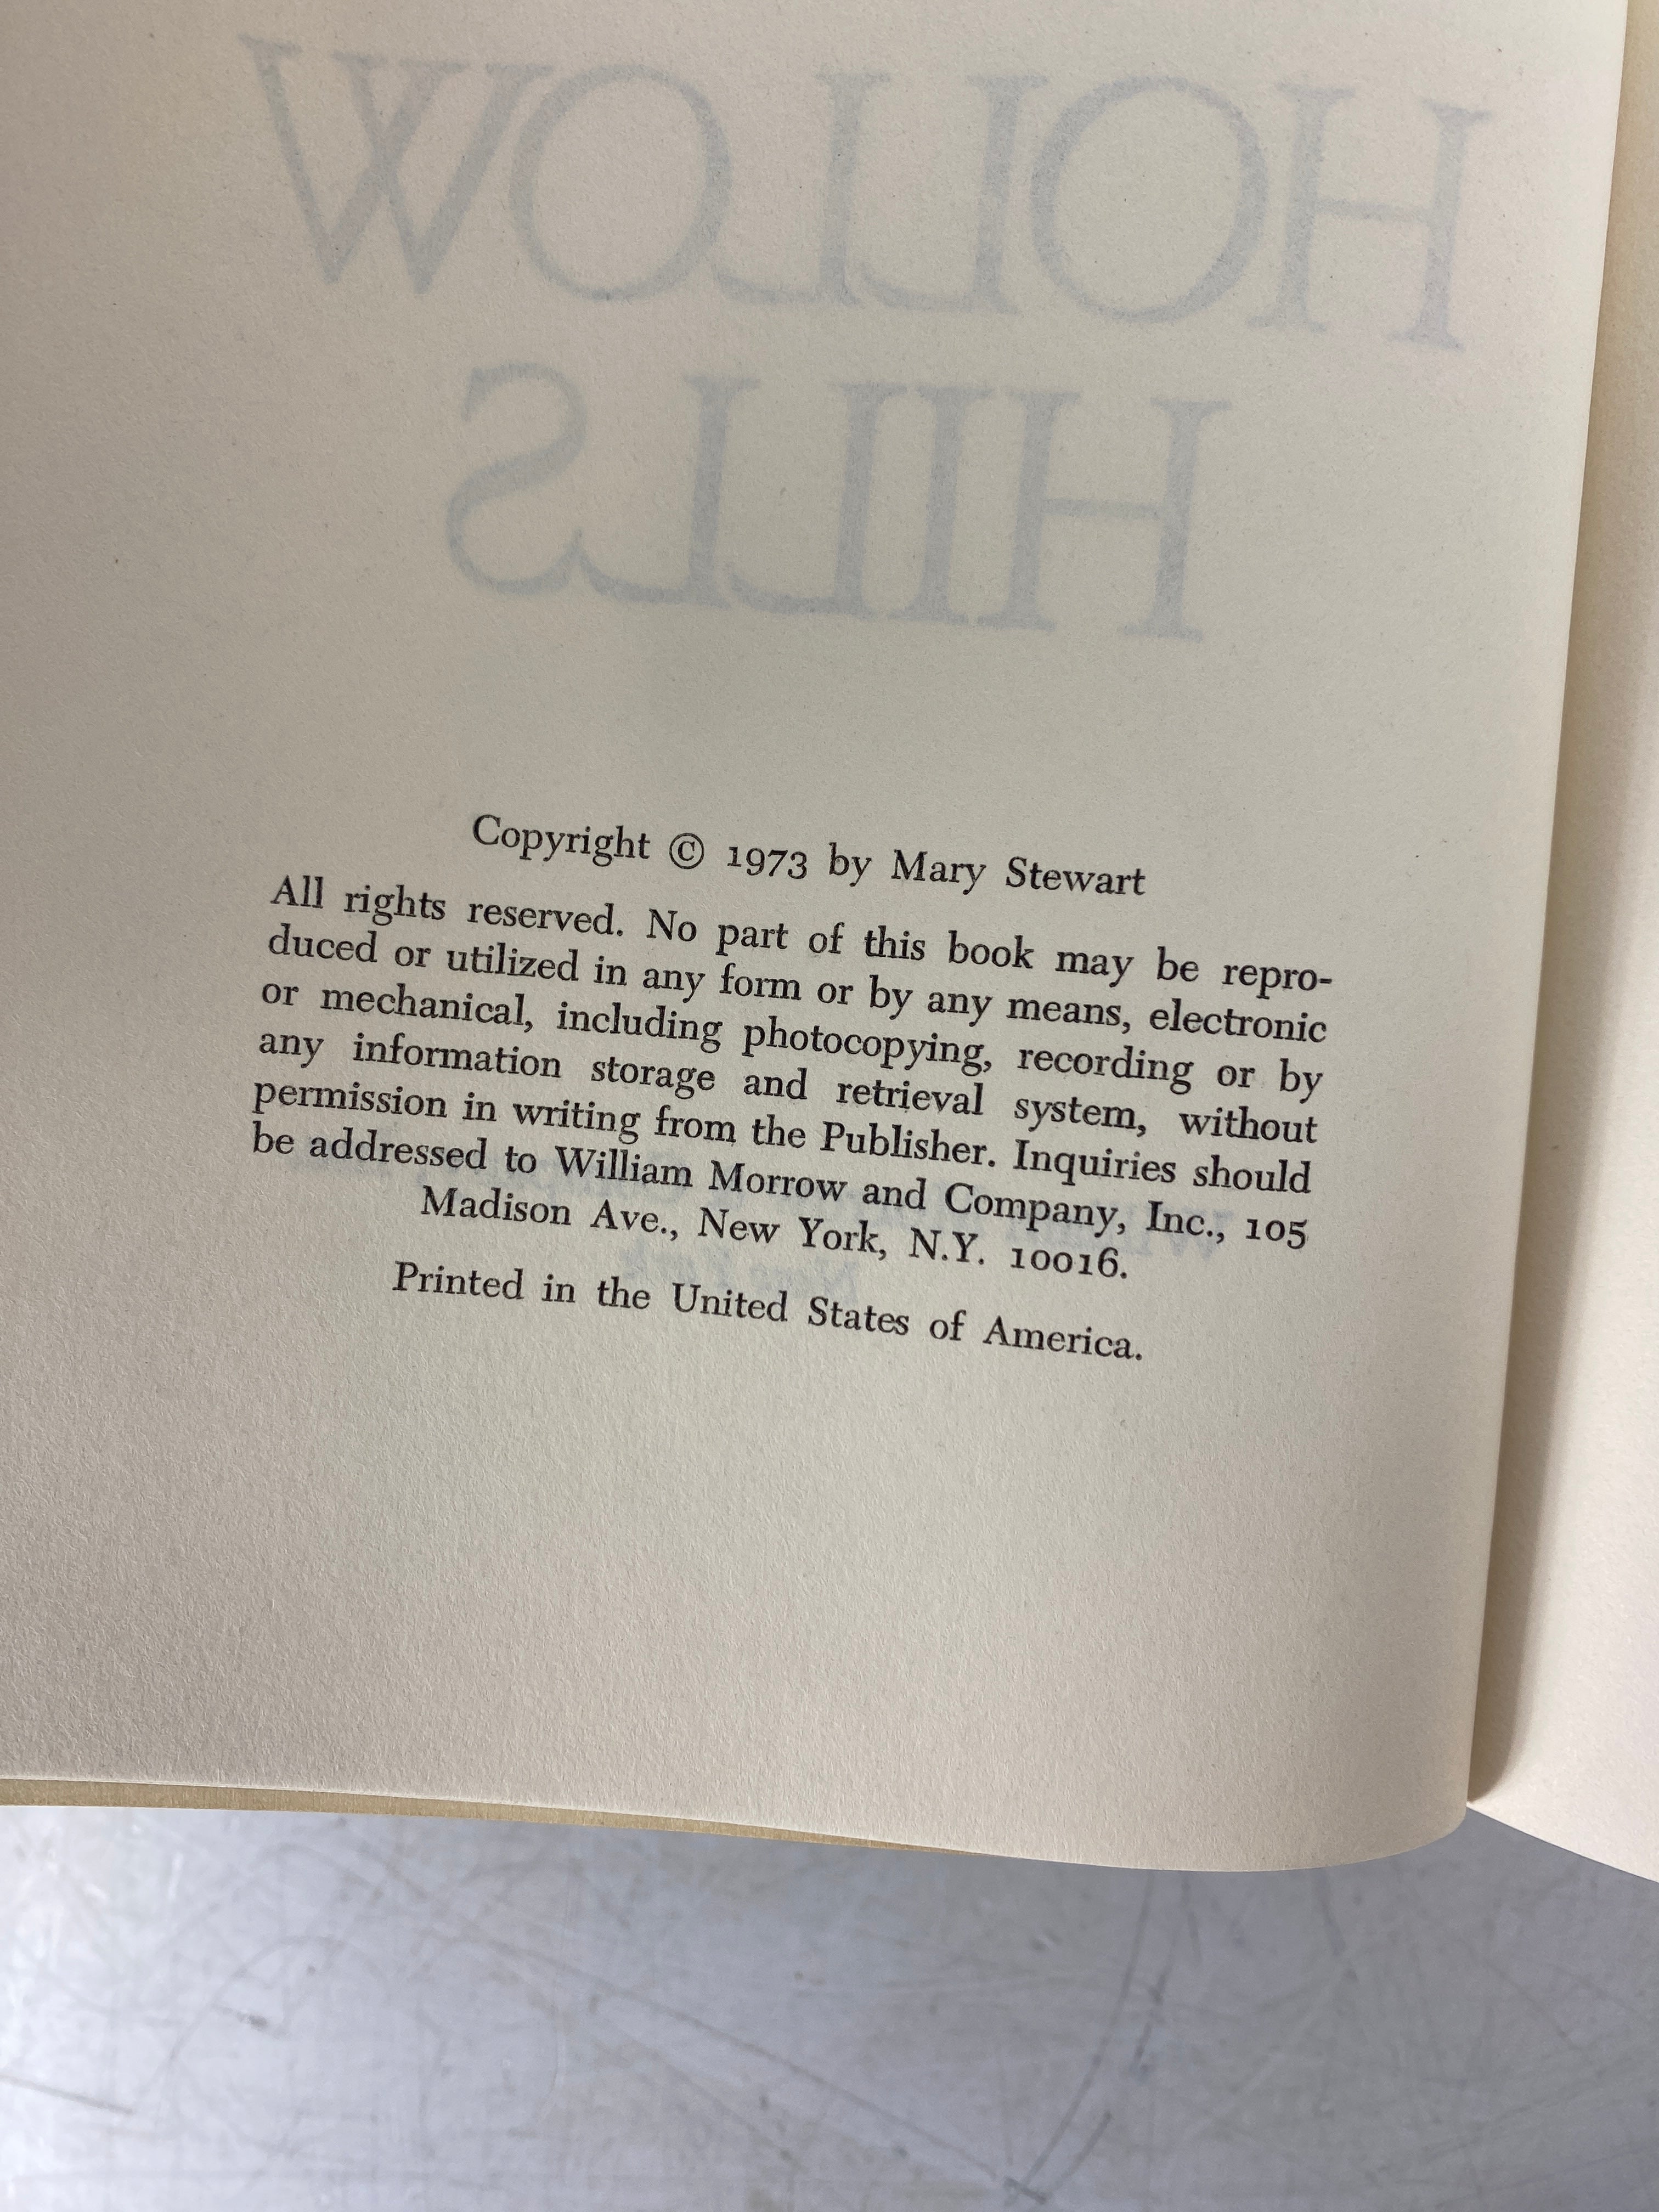 HOLLOW
HILLS
Copyright © 1973 by Mary Stewart
All rights reserved. No part of this book may be repro-
duced or utilized in any form or by any means, electronic
or mechanical, including photocopying, recording or by
any information storage and retrieval system, without
permission in writing from the Publisher. Inquiries should
be addressed to William Morrow and Company, Inc., 105
Madison Ave., New York, N.Y. 10016.
Printed in the United States of America.